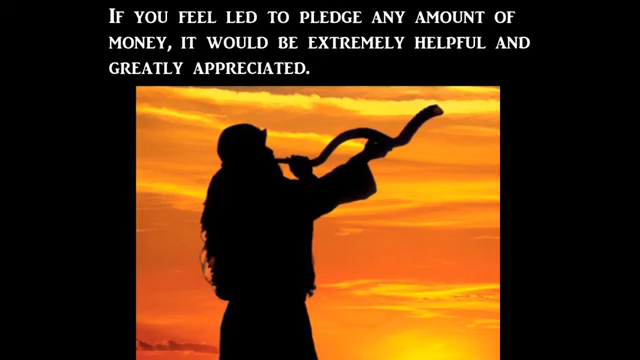 If you feel led to pledge any amount of
money, it would be extremely helpful and
greatly appreciated.